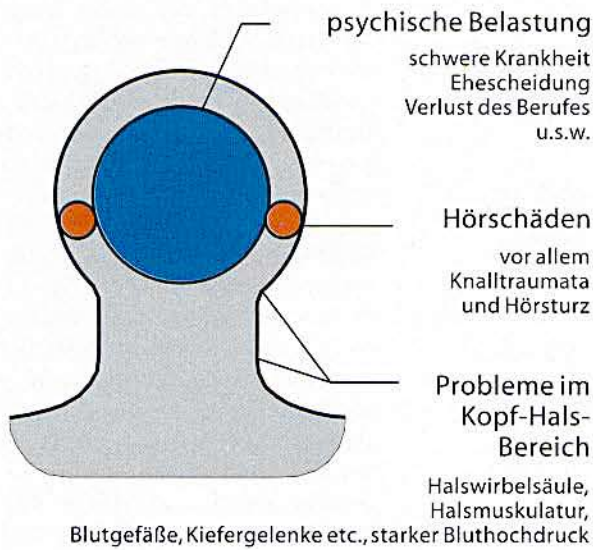 psychische Belastung
schwere Krankheit
Ehescheidung
Verlust des Berufes
u.s.w.
Hörschäden
vor allem
Knalltraumata
und Hörsturz
Probleme im
Kopf-Hals-
Bereich
Halswirbelsäule,
Halsmuskulatur,
Blutgefäße, Kiefergelenke etc., starker Bluthochdruck